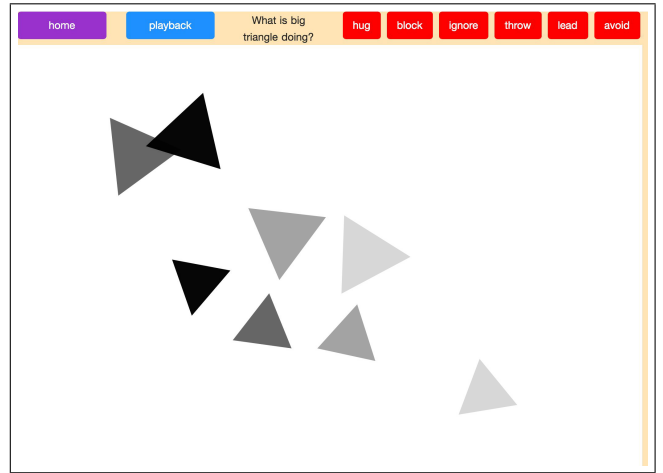 home
playback
What is big
triangle doing?
hug
block
ignore
throw
lead
avoid